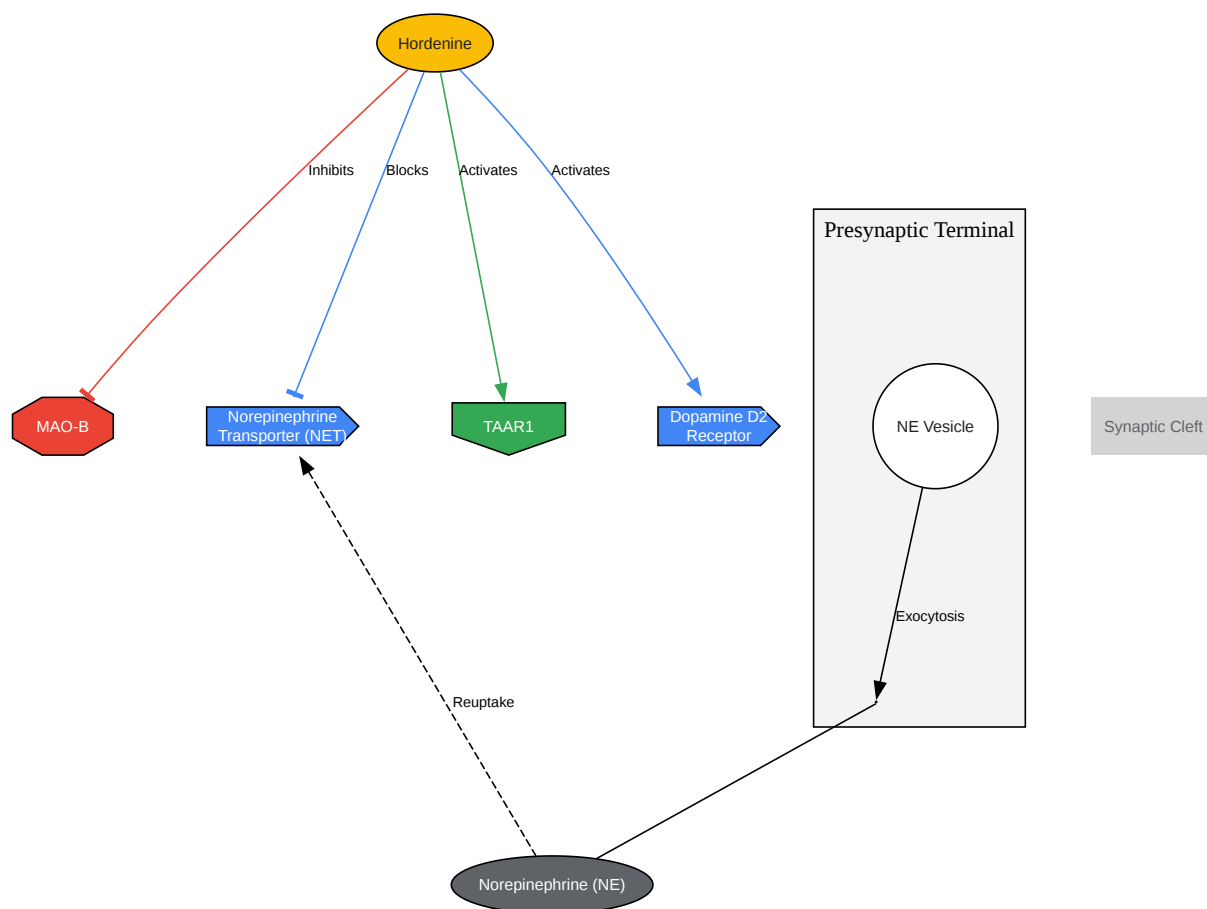 Hordenine
Inhibits
Blocks
Activates
Activates
Presynaptic Terminal
MAO-B
Norepinephrine
Transporter (NET)
TAAR1
Dopamine D2
Receptor
NE Vesicle
Synaptic Cleft
Exocytosis
Reuptake
Norepinephrine (NE)